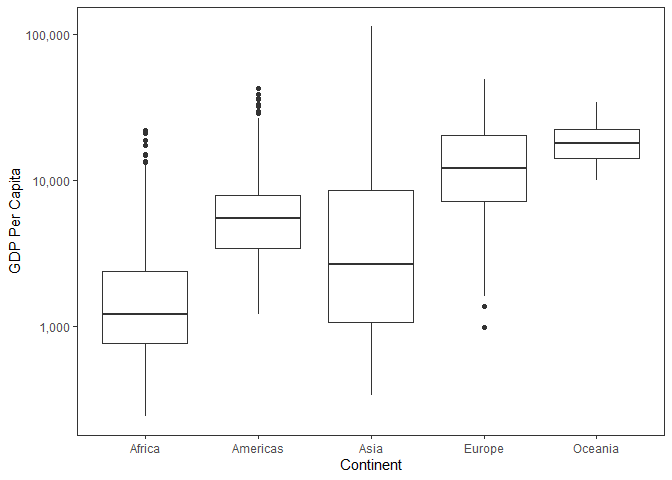 100,000
10,000
1,000
GDP Per Capita
Africa Americas Asia Europe Oceania
Continent